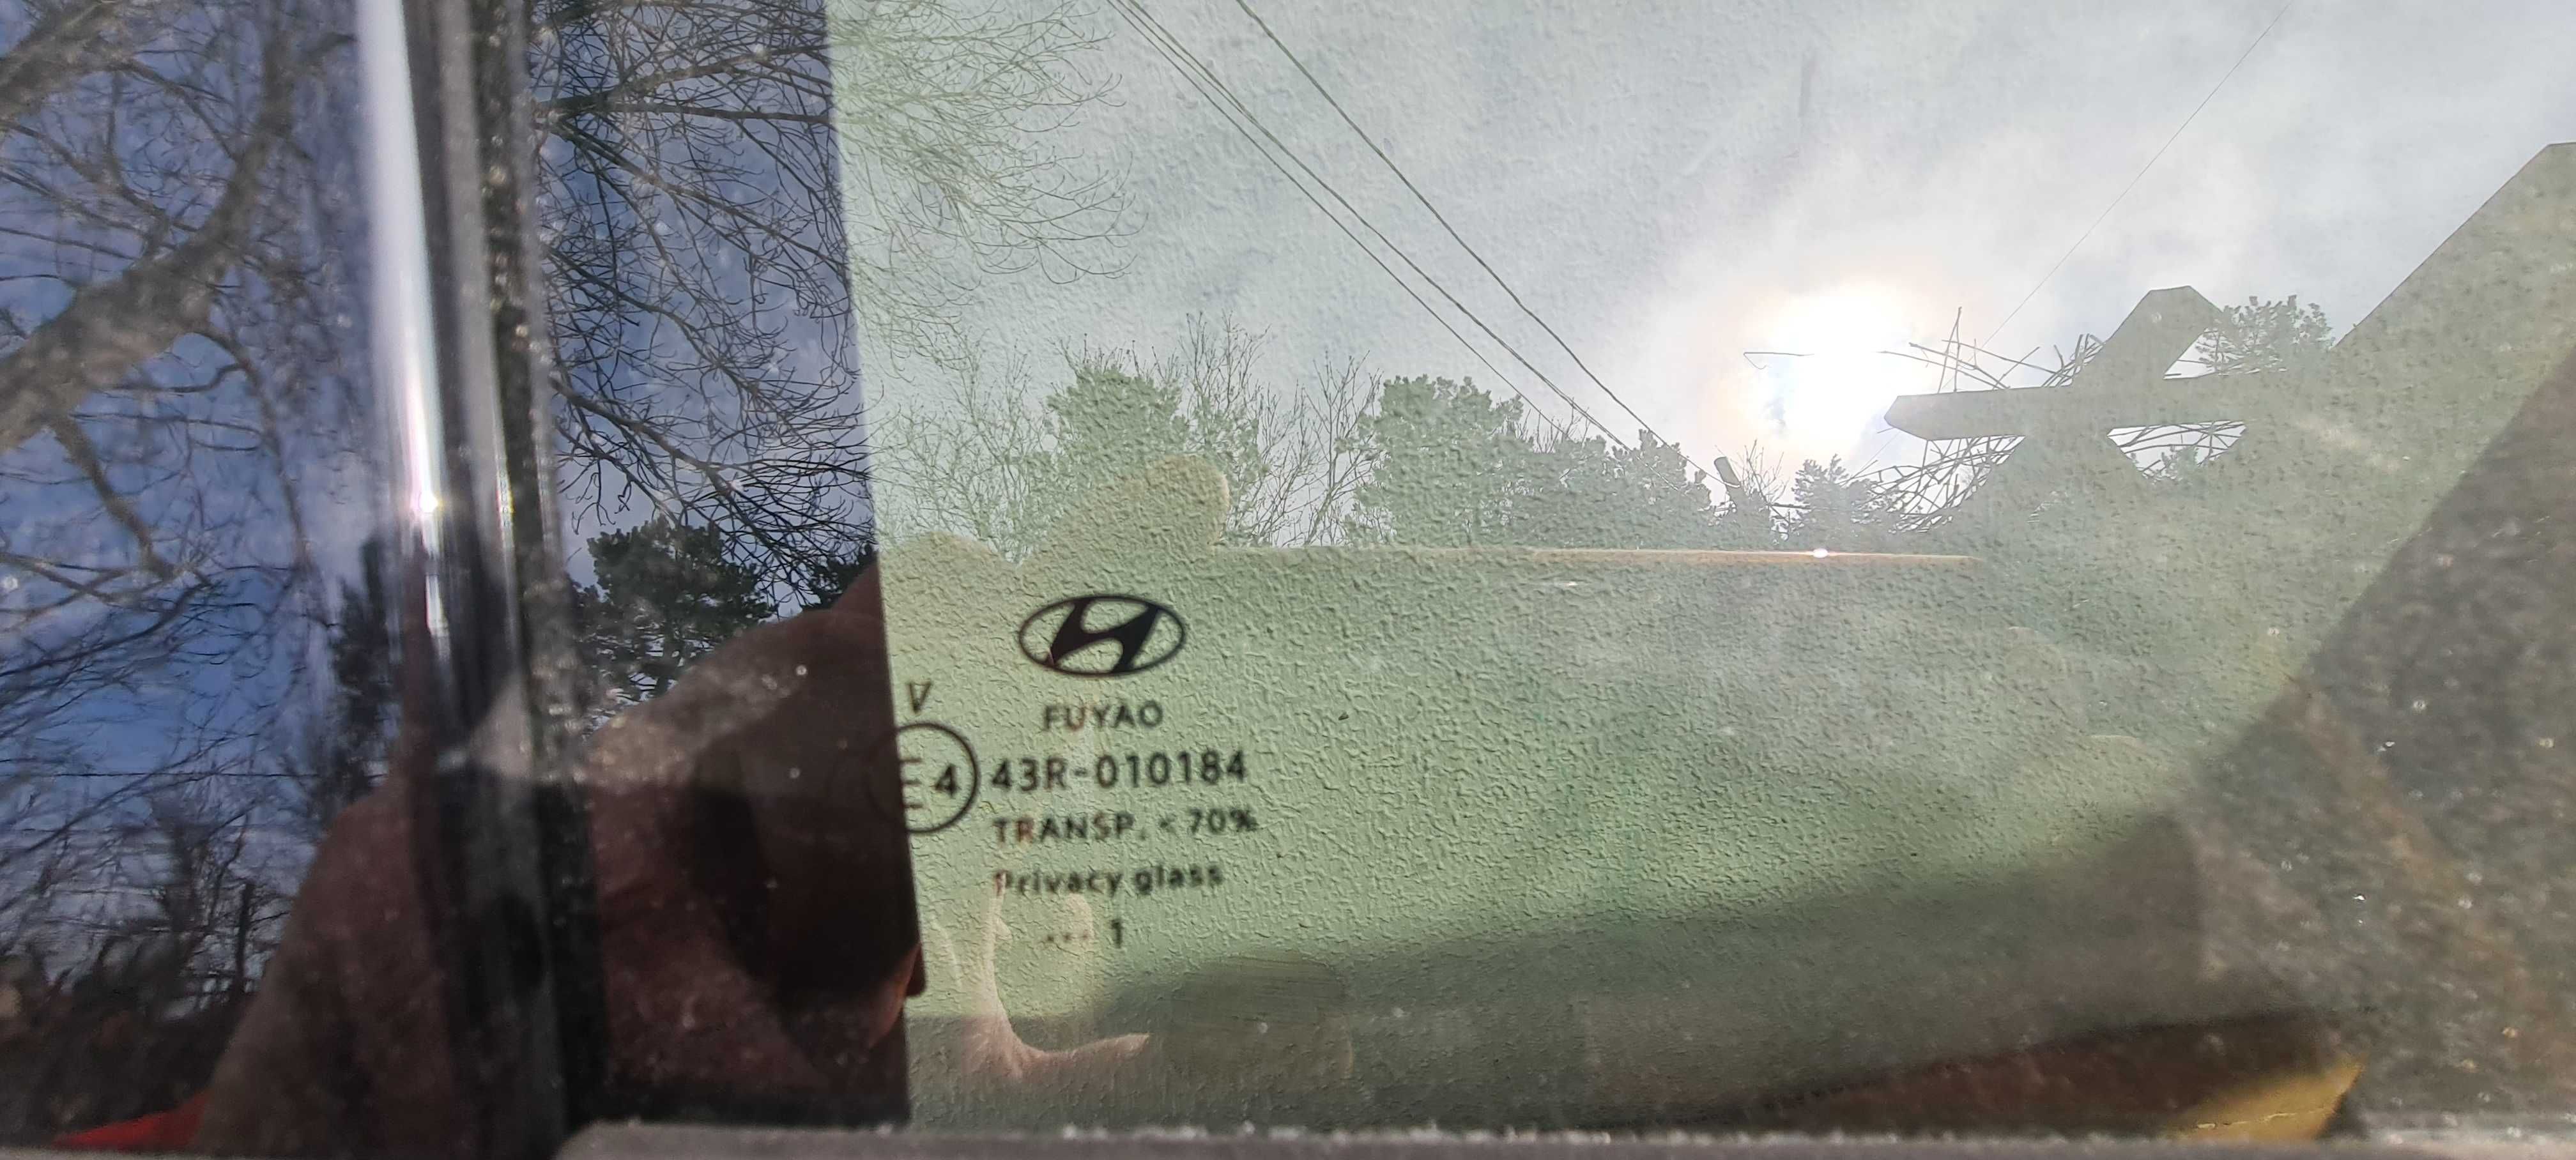 FUYAO
V
E4 43R-010184
TRANSP. < 70%
Privacy glass
... 1